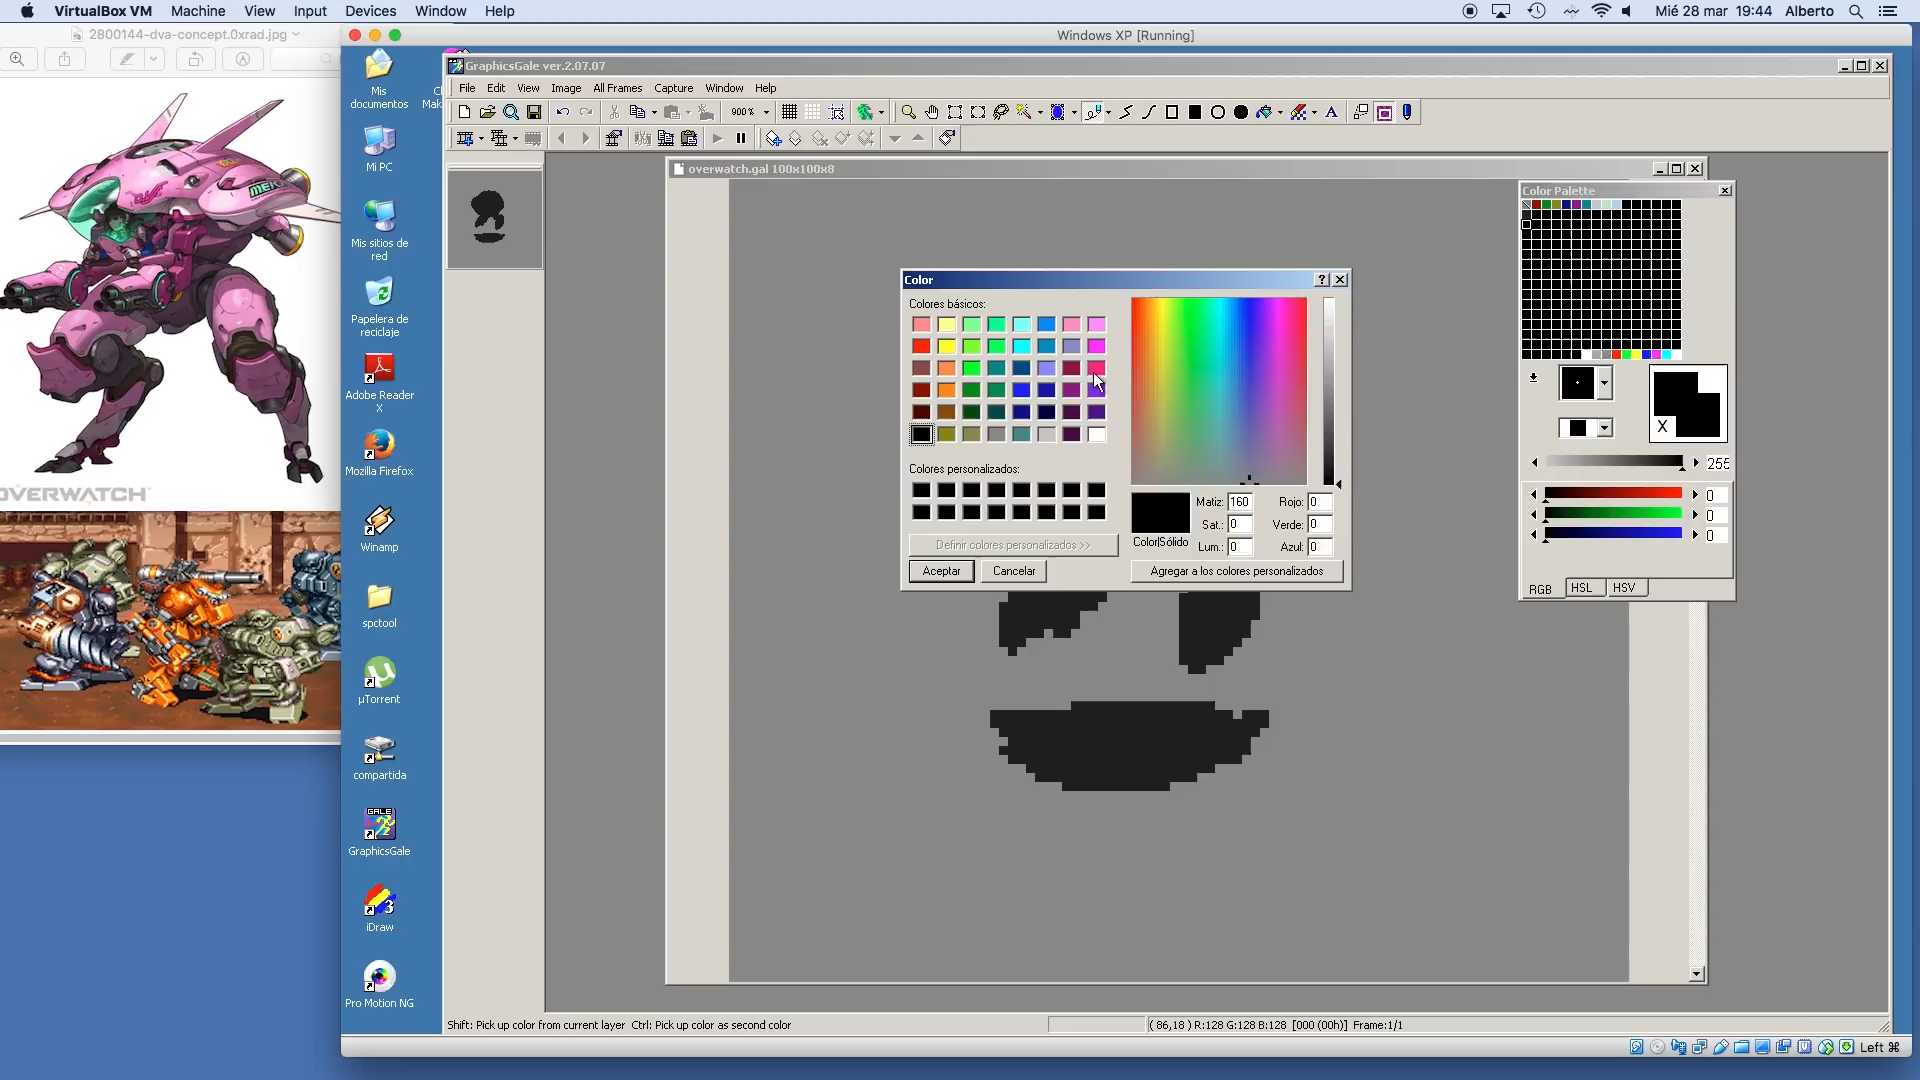 VirtualBox VM Machine View Input Devices Window Help
Mié 28 mar 19:44 Alberto
2800144-dva-concept.0xrad.jpg
Windows XP [Running]
MEK
D.VA
OVERWATCH
Mis documentos
Mi PC
Mis sitios de red
Papelera de reciclaje
Adobe Reader X
Mozilla Firefox
Winamp
spctool
µTorrent
compartida
GALE
GraphicsGale
3
iDraw
Pro Motion NG
GraphicsGale ver.2.07.07
File Edit View Image All Frames Capture Window Help
900%
A
overwatch.gal 100x100x8
Color
Colores básicos:
Colores personalizados:
Definir colores personalizados >>
Aceptar
Cancelar
Color|Sólido
Matiz: 160
Sat.: 0
Lum.: 0
Rojo: 0
Verde: 0
Azul: 0
Agregar a los colores personalizados
Color Palette
X
255
0
0
0
RGB HSL HSV
Shift: Pick up color from current layer Ctrl: Pick up color as second color
( 86,18 ) R:128 G:128 B:128 [000 (00h)] Frame:1/1
Left ⌘